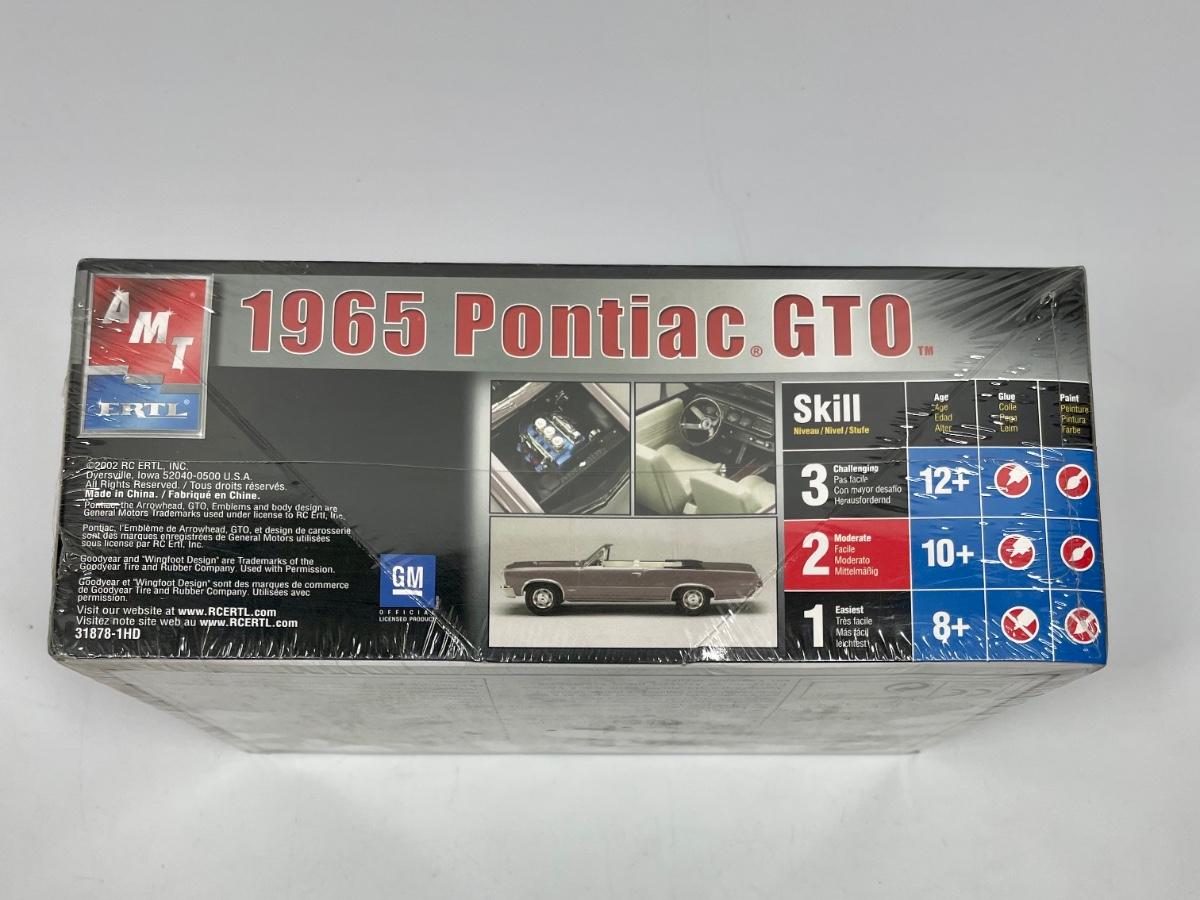 AMT
ERTL®
1965 Pontiac® GTO™
©2002 RC ERTL, INC.
Dyersville, Iowa 52040-0500 U.S.A.
All Rights Reserved. / Tous droits réservés.
Made in China. / Fabriqué en Chine.
Pontiac, the Arrowhead, GTO, Emblems and body design are
General Motors Trademarks used under license to RC Ertl, Inc.
Pontiac, l'Emblème de Arrowhead, GTO, et design de carosserie
sont des marques enregistrées de General Motors utilisées
sous license par RC Ertl, Inc.
Goodyear and "Wingfoot Design" are Trademarks of the
Goodyear Tire and Rubber Company. Used with Permission.
Goodyear et "Wingfoot Design" sont des marques de commerce
de Goodyear Tire and Rubber Company. Utilisées avec
permission.
Visit our website at www.RCERTL.com
Visitez note site web au www.RCERTL.com
31878-1HD
GM
OFFICIAL
LICENSED PRODUCT
Skill
Niveau / Nivel / Stufe
Age
Age
Edad
Alter
Glue
Colle
Pega
Leim
Paint
Peinture
Pintura
Farbe
3
Challenging
Pas facile
Con mayor desafio
Herausfordernd
12+
2
Moderate
Facile
Moderato
Mittelmäßig
10+
1
Easiest
Très facile
Más fácil
leichtest
8+